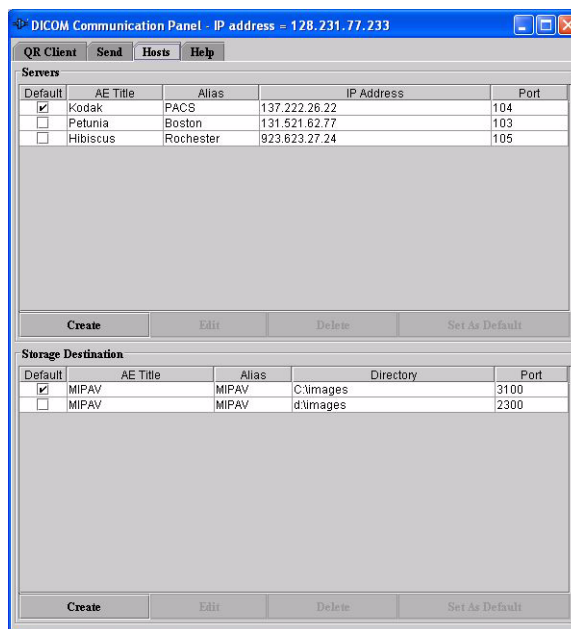 DICOM Communication Panel - IP address = 128.231.77.233
QR Client Send Hosts Help
Servers
Default AE Title Alias IP Address Port
Kodak PACS 137.222.26.22 104
Petunia Boston 131.521.62.77 103
Hibiscus Rochester 923.623.27.24 105
Create Edit Delete Set As Default
Storage Destination
Default AE Title Alias Directory Port
MIPAV MIPAV C:\images 3100
MIPAV MIPAV d:\images 2300
Create Edit Delete Set As Default